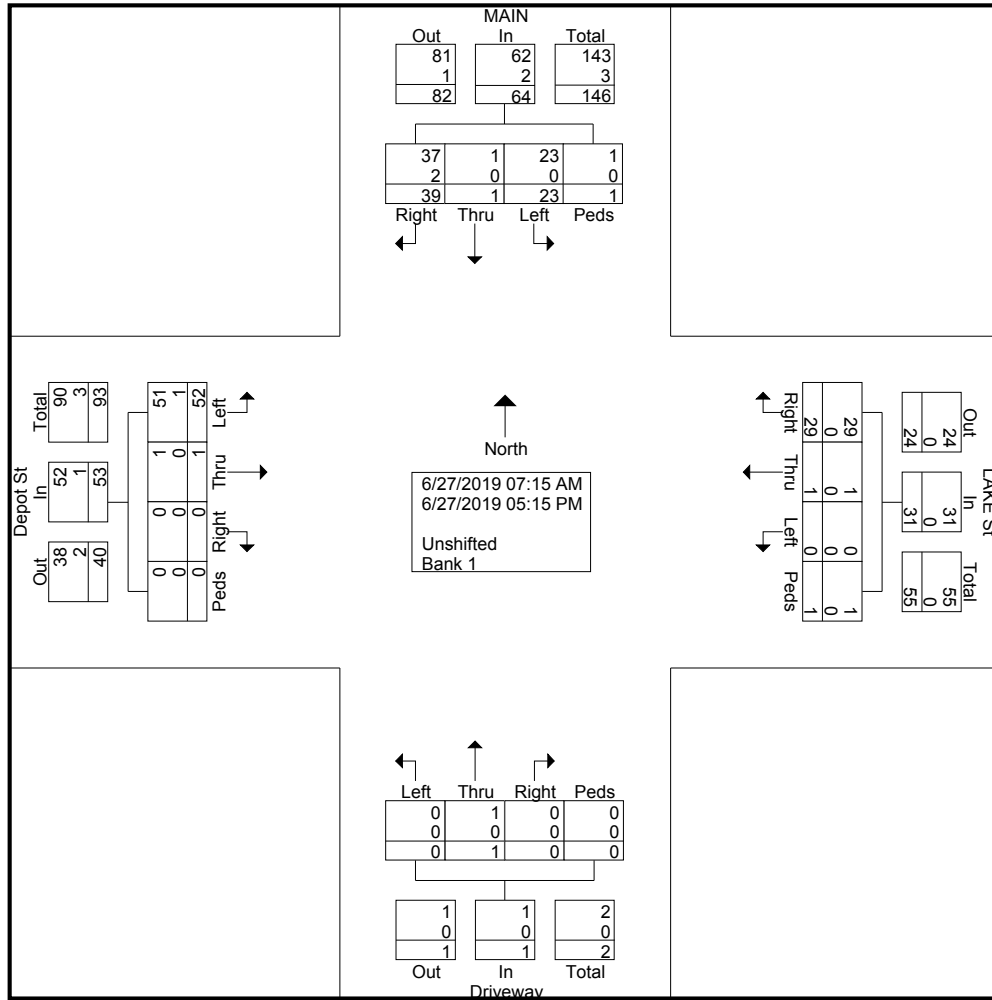 MAIN
Out In Total
81 62 143
1 2 3
82 64 146
37 1 23 1
2 0 0 0
39 1 23 1
Right Thru Left Peds
Depot St
Total In Out
90 52 38
3 1 2
93 53 40
51 1 0 0
1 0 0 0
52 1 0 0
Left Thru Right Peds
North
6/27/2019 07:15 AM
6/27/2019 05:15 PM
Unshifted
Bank 1
Right Thru Left Peds
29 1 0 1
0 0 0 0
29 1 0 1
Out In Total
24 31 55
0 0 0
24 31 55
LAKE St
Left Thru Right Peds
0 1 0 0
0 0 0 0
0 1 0 0
1 1 2
0 0 0
1 1 2
Out In Total
Driveway